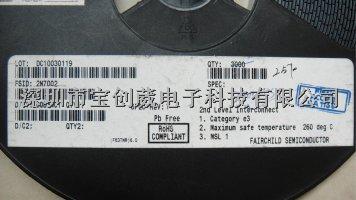 LOT: DC10030119
QTY: 3000
2570
FSID: 2N7002
SPEC:
深圳市宝创葳电子科技有限公司
D/C2:
QTY2:
Pb Free
RoHS
COMPLIANT
2nd Level Interconnect
1. Category e3
2. Maximum safe temperature 260 deg C
3. MSL 1
FAIRCHILD SEMICONDUCTOR